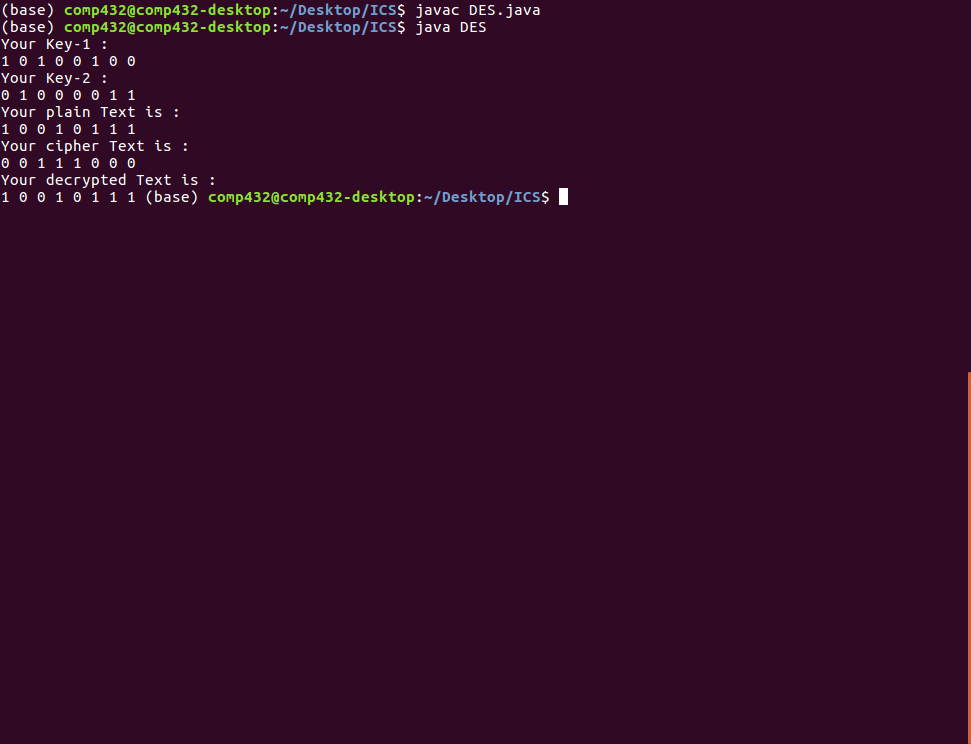 (base) comp432@comp432-desktop:~/Desktop/ICS$ javac DES.java
(base) comp432@comp432-desktop:~/Desktop/ICS$ java DES
Your Key-1 :
1 0 1 0 0 1 0 0
Your Key-2 :
0 1 0 0 0 0 1 1
Your plain Text is :
1 0 0 1 0 1 1 1
Your cipher Text is :
0 0 1 1 1 0 0 0
Your decrypted Text is :
1 0 0 1 0 1 1 1 (base) comp432@comp432-desktop:~/Desktop/ICS$